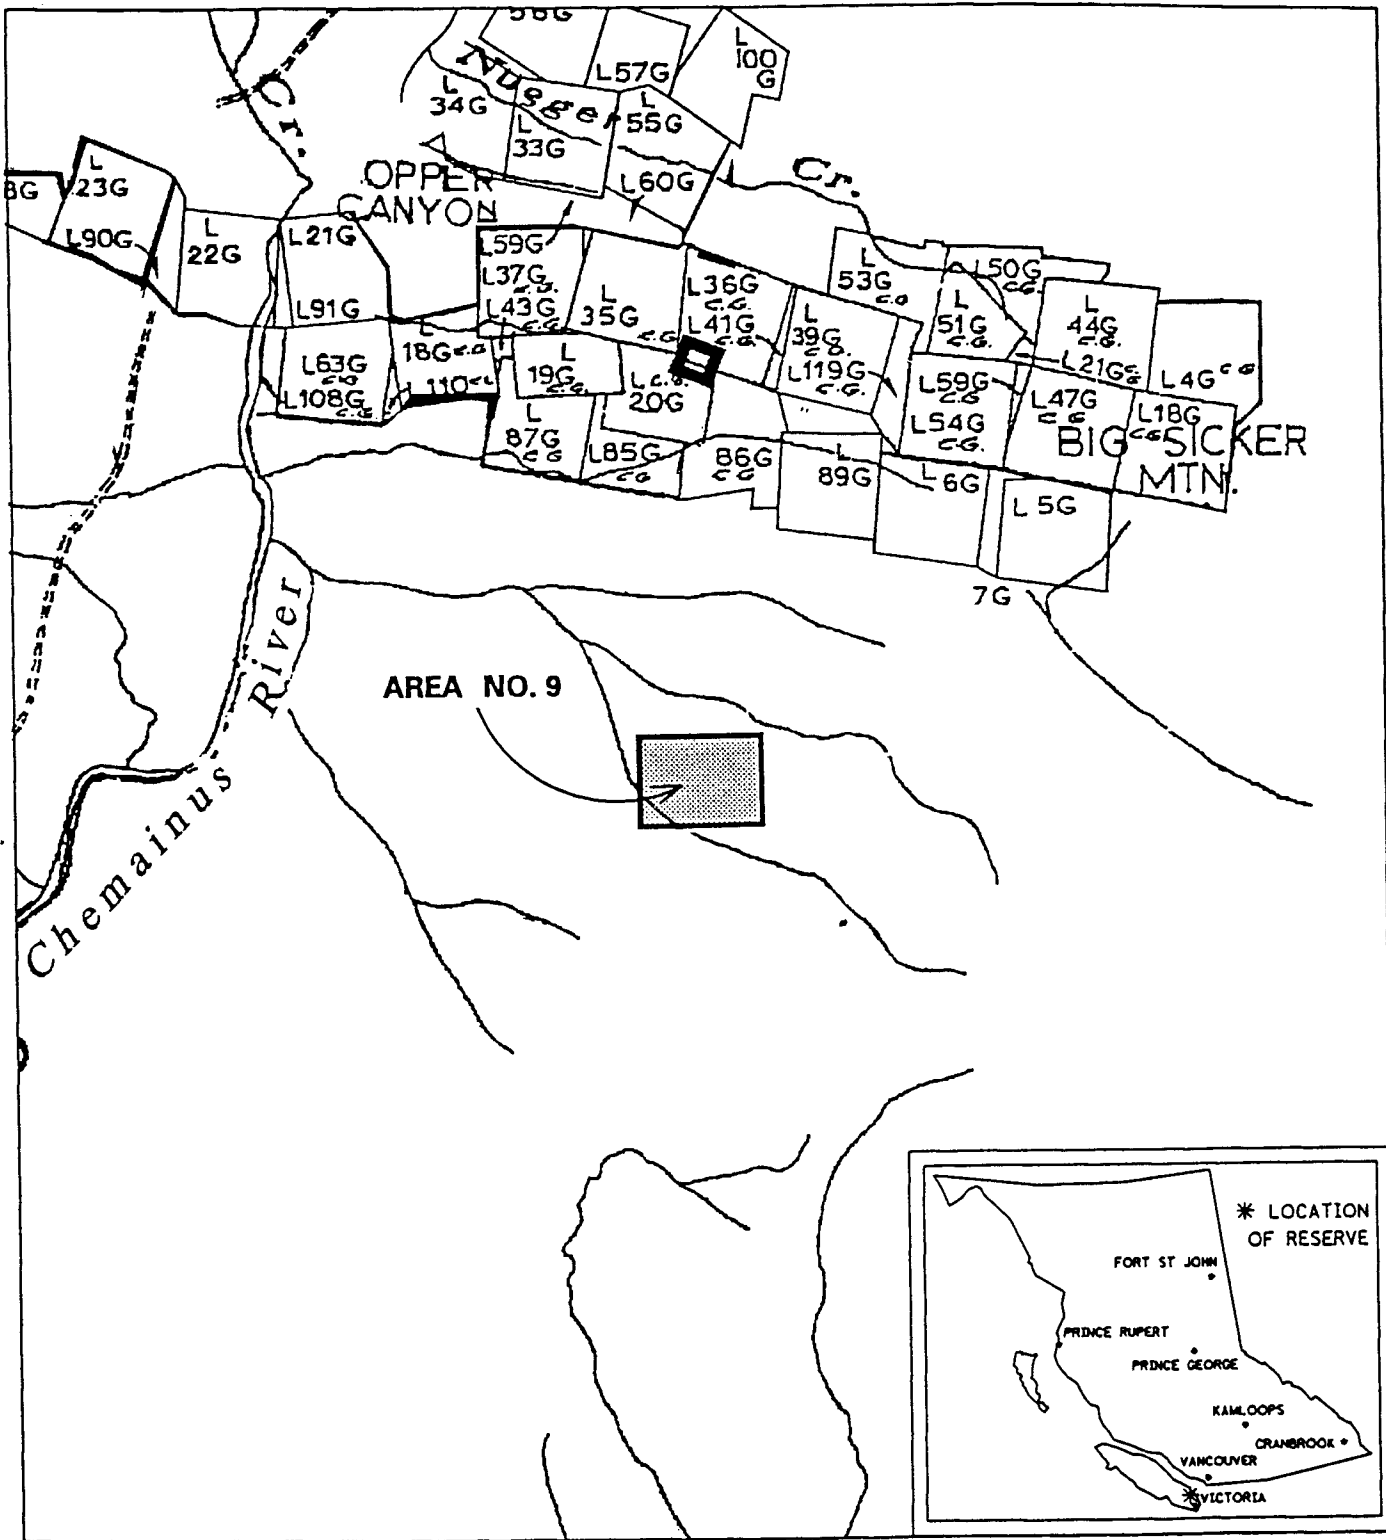 L57G
L
100
G
Nugget
Cr.
L
34G
L
55G
L
33G
L60G
Cr.
8G
L
23G
L90G
L
22G
L21G
L91G
OPPER
CANYON
L59G
L37G
C.G.
L43G
C.G.
L
35G
C.G.
L36G
C.G.
L41G
C.G.
L
39G
C.G.
L119G
C.G.
L
53G
C.G
L50G
C.G.
L
51G
C.G.
L
44G
C.G.
L21G
L4G C G
L63G
C.G
L108G
C.G.
L
18G C.G
L110
L
19G
C.G.
L C.G.
20G
L59G
C.G
L54G
C.G.
L47G
C G
L18G
C G
BIG SICKER
MTN.
L
87G
C G
L85G
C G
86G
C G
L
89G
L 6G
L 5G
7G
AREA NO. 9
Chemainus River
* LOCATION
OF RESERVE
FORT ST JOHN
PRINCE RUPERT
PRINCE GEORGE
KAMLOOPS
CRANBROOK
VANCOUVER
VICTORIA